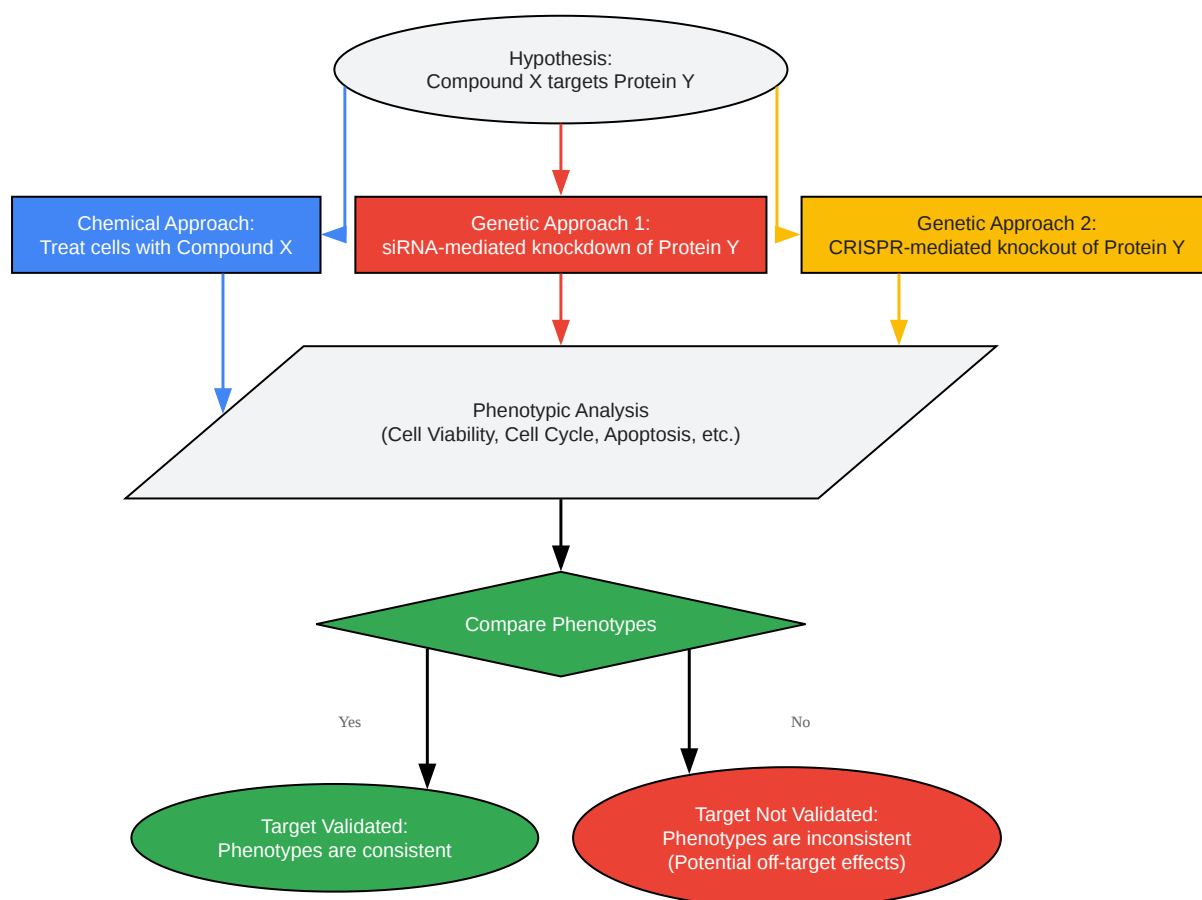 Hypothesis:
Compound X targets Protein Y
Chemical Approach:
Treat cells with Compound X
Genetic Approach 1:
siRNA-mediated knockdown of Protein Y
Genetic Approach 2:
CRISPR-mediated knockout of Protein Y
Phenotypic Analysis
(Cell Viability, Cell Cycle, Apoptosis, etc.)
Compare Phenotypes
Yes
No
Target Validated:
Phenotypes are consistent
Target Not Validated:
Phenotypes are inconsistent
(Potential off-target effects)